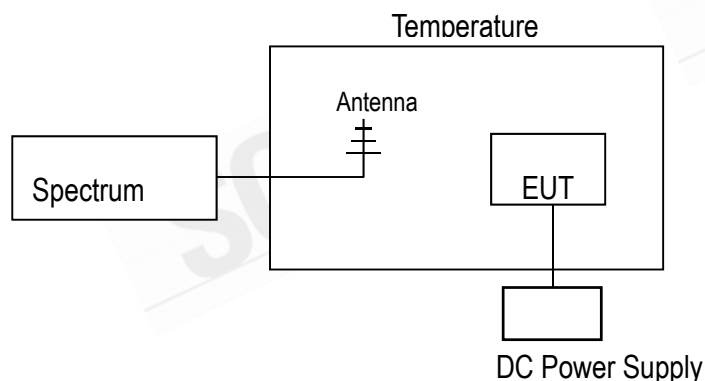 Temperature
Antenna
Spectrum
EUT
DC Power Supply